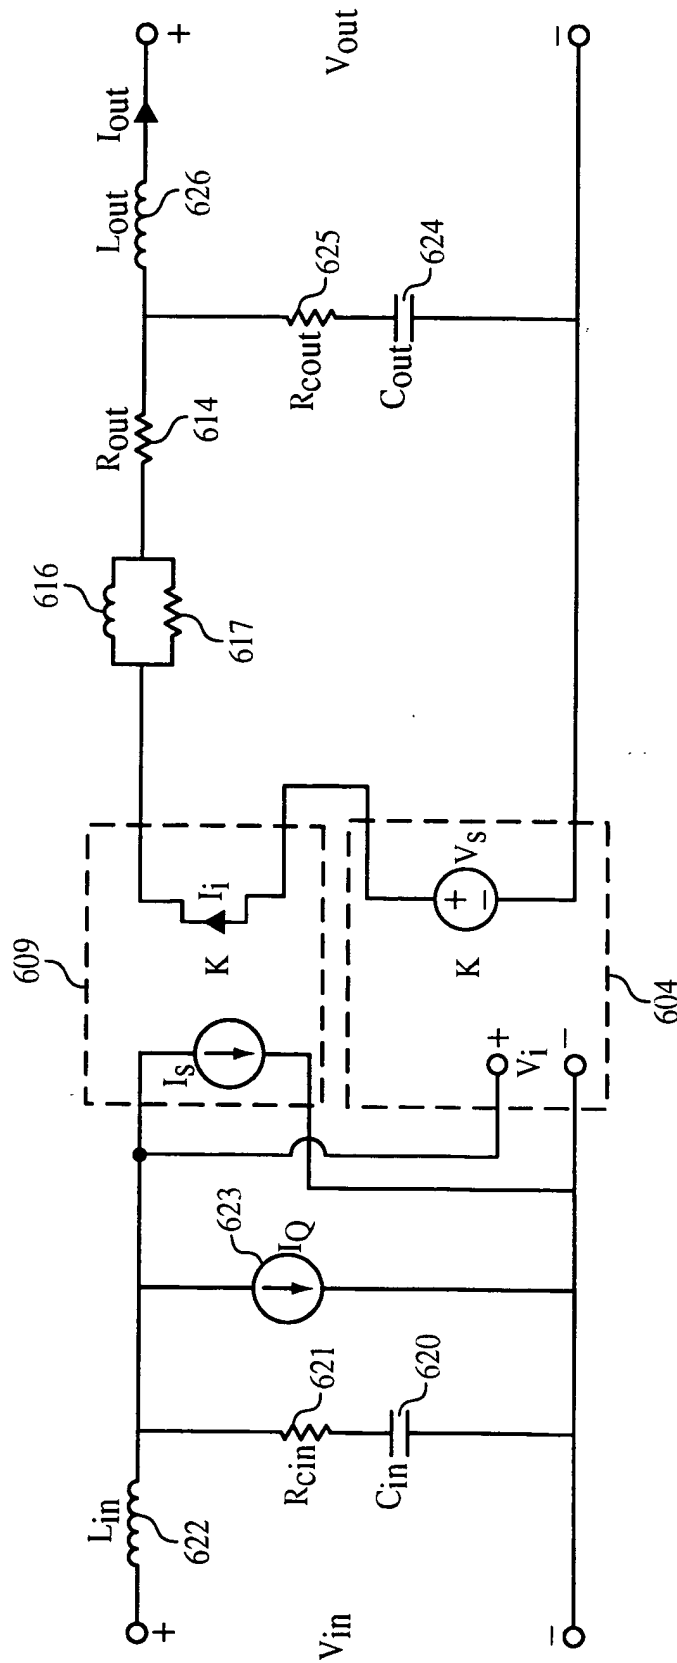 +
Vin
−
Lin
622
Rcin
621
Cin
620
623
IQ
609
Is
K
Ii
+
Vi
−
K
+
−
Vs
604
616
617
Rout
614
Lout
626
Iout
Rcout
625
Cout
624
+
Vout
−